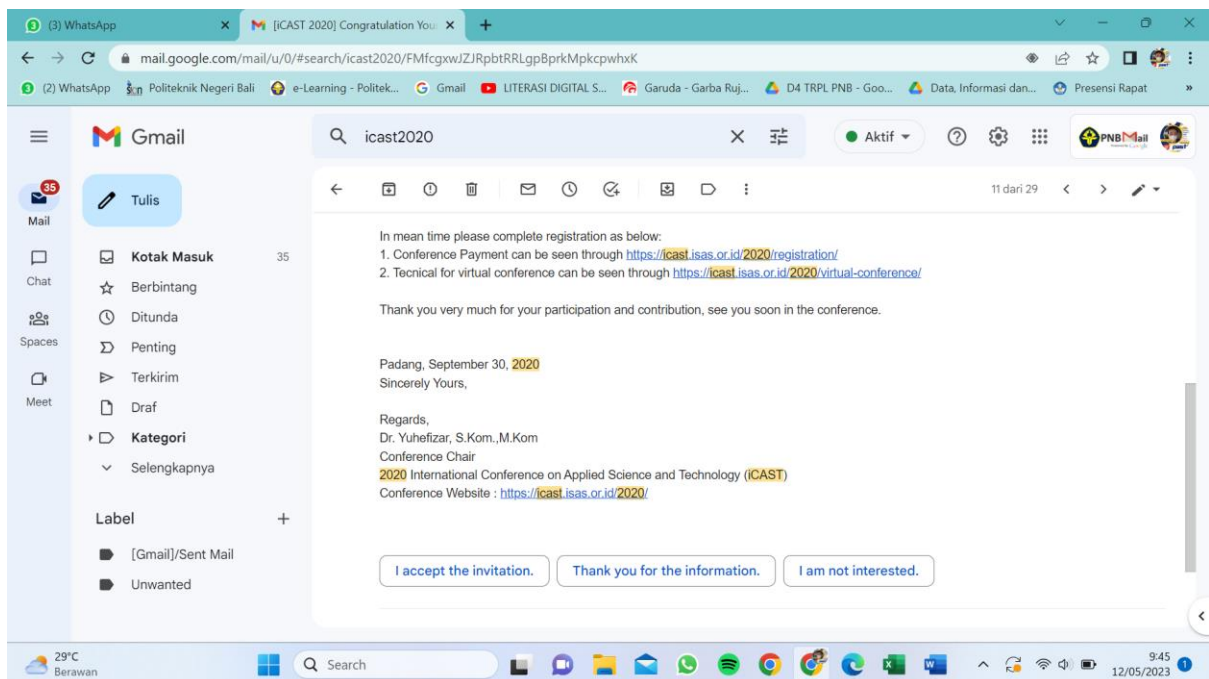 (3) WhatsApp
[iCAST 2020] Congratulation You
mail.google.com/mail/u/0/#search/icast2020/FMfcgxwJZJRpbtRRLgpBprkMpkcpwhxK
(2) WhatsApp Politeknik Negeri Bali e-Learning - Politek... Gmail LITERASI DIGITAL S... Garuda - Garba Ruj... D4 TRPL PNB - Goo... Data, Informasi dan... Presensi Rapat »
Gmail
icast2020
Aktif
PNBMail
35
Mail
Chat
Spaces
Meet
Tulis
Kotak Masuk 35
Berbintang
Ditunda
Penting
Terkirim
Draf
Kategori
Selengkapnya
Label +
[Gmail]/Sent Mail
Unwanted
11 dari 29
In mean time please complete registration as below:
1. Conference Payment can be seen through https://icast.isas.or.id/2020/registration/
2. Tecnical for virtual conference can be seen through https://icast.isas.or.id/2020/virtual-conference/
Thank you very much for your participation and contribution, see you soon in the conference.
Padang, September 30, 2020
Sincerely Yours,
Regards,
Dr. Yuhefizar, S.Kom.,M.Kom
Conference Chair
2020 International Conference on Applied Science and Technology (iCAST)
Conference Website : https://icast.isas.or.id/2020/
I accept the invitation.
Thank you for the information.
I am not interested.
29°C
Berawan
Search
9:45
12/05/2023
1